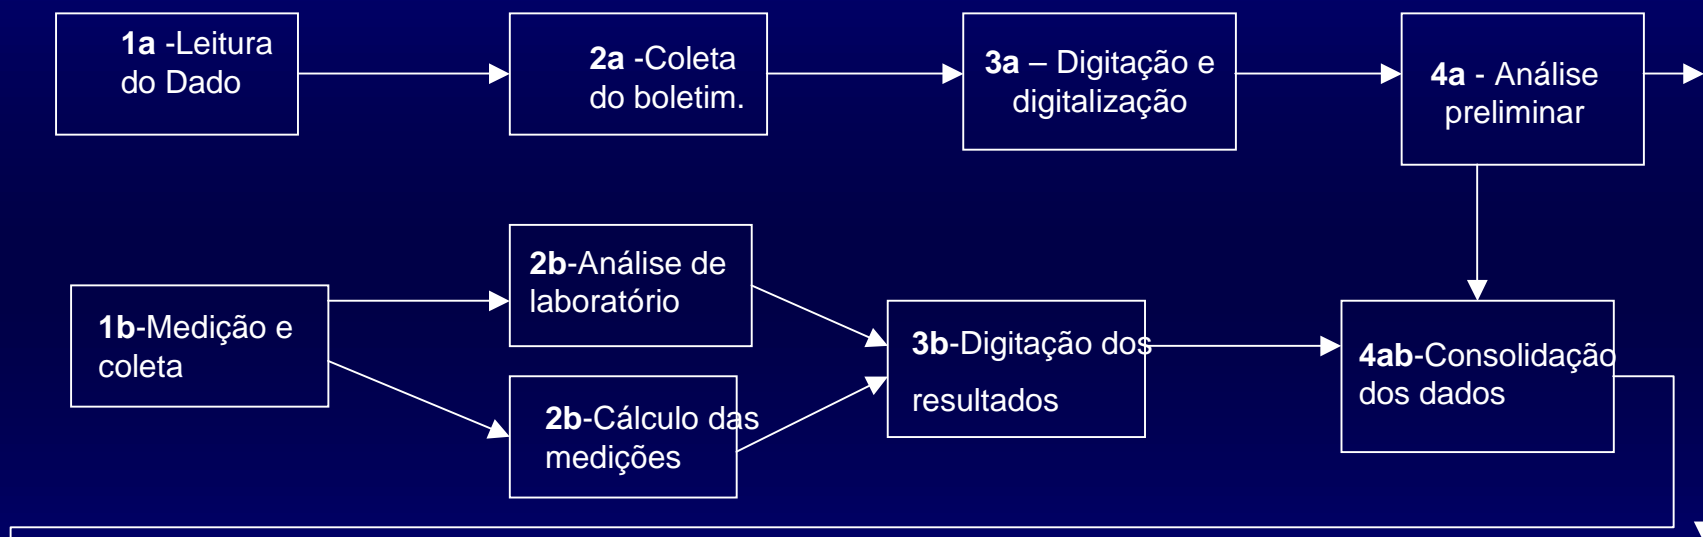 1a -Leitura
do Dado
2a -Coleta
do boletim.
3a – Digitação e
digitalização
4a - Análise
preliminar
1b-Medição e
coleta
2b-Análise de
laboratório
2b-Cálculo das
medições
3b-Digitação dos
resultados
4ab-Consolidação
dos dados